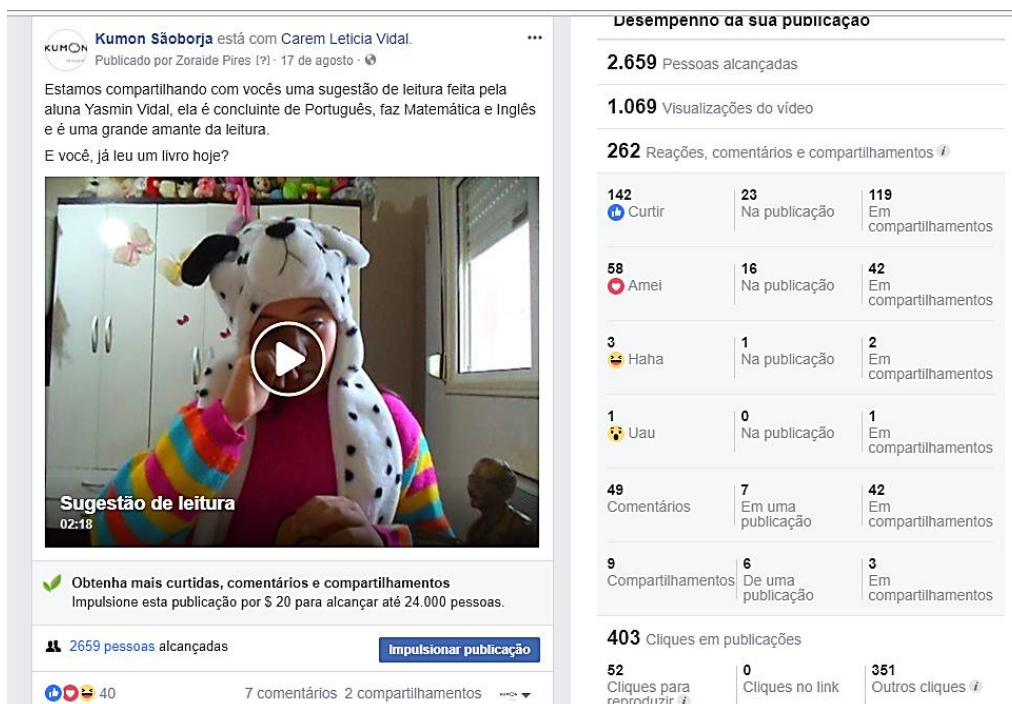 KUMON
Kumon Sãoborja está com Carem Leticia Vidal.
Publicado por Zoraide Pires [?] · 17 de agosto ·
Estamos compartilhando com vocês uma sugestão de leitura feita pela
aluna Yasmin Vidal, ela é concluinte de Português, faz Matemática e Inglês
e é uma grande amante da leitura.
E você, já leu um livro hoje?
Sugestão de leitura
02:18
Obtenha mais curtidas, comentários e compartilhamentos
Impulsione esta publicação por $ 20 para alcançar até 24.000 pessoas.
2659 pessoas alcançadas
Impulsionar publicação
40
7 comentários 2 compartilhamentos
Desempenho da sua publicação
2.659 Pessoas alcançadas
1.069 Visualizações do vídeo
262 Reações, comentários e compartilhamentos i
142
Curtir
23
Na publicação
119
Em
compartilhamentos
58
Amei
16
Na publicação
42
Em
compartilhamentos
3
Haha
1
Na publicação
2
Em
compartilhamentos
1
Uau
0
Na publicação
1
Em
compartilhamentos
49
Comentários
7
Em uma
publicação
42
Em
compartilhamentos
9
Compartilhamentos
6
De uma
publicação
3
Em
compartilhamentos
403 Cliques em publicações
52
Cliques para
reproduzir i
0
Cliques no link
351
Outros cliques i